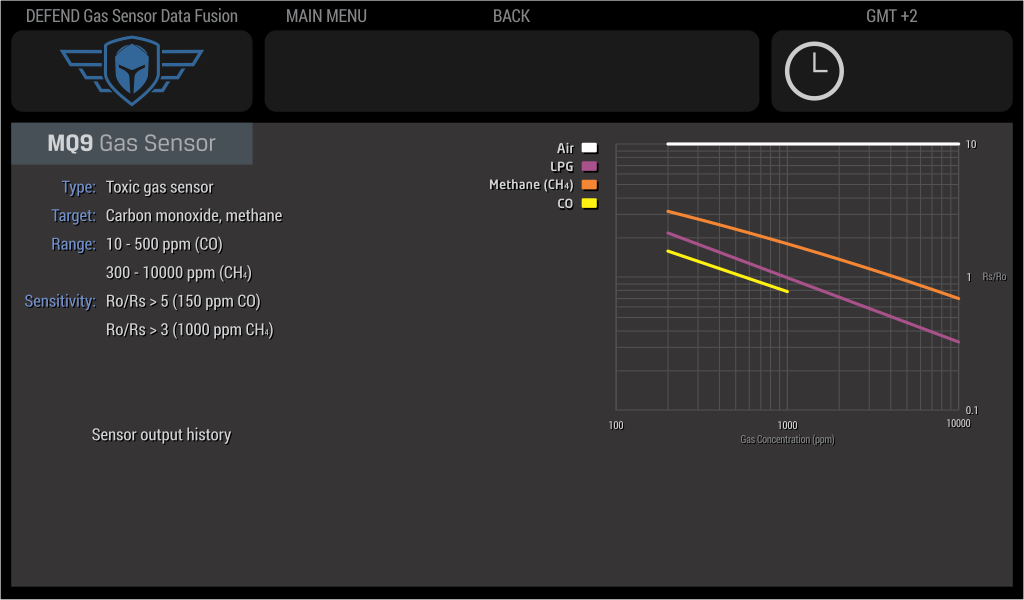 DEFEND Gas Sensor Data Fusion
MAIN MENU
BACK
GMT +2
MQ9 Gas Sensor
Type: Toxic gas sensor
Target: Carbon monoxide, methane
Range: 10 - 500 ppm (CO)
300 - 10000 ppm (CH₄)
Sensitivity: Ro/Rs > 5 (150 ppm CO)
Ro/Rs > 3 (1000 ppm CH₄)
Sensor output history
Air
LPG
Methane (CH₄)
CO
10
1
Rs/Ro
0.1
100
1000
10000
Gas Concentration (ppm)